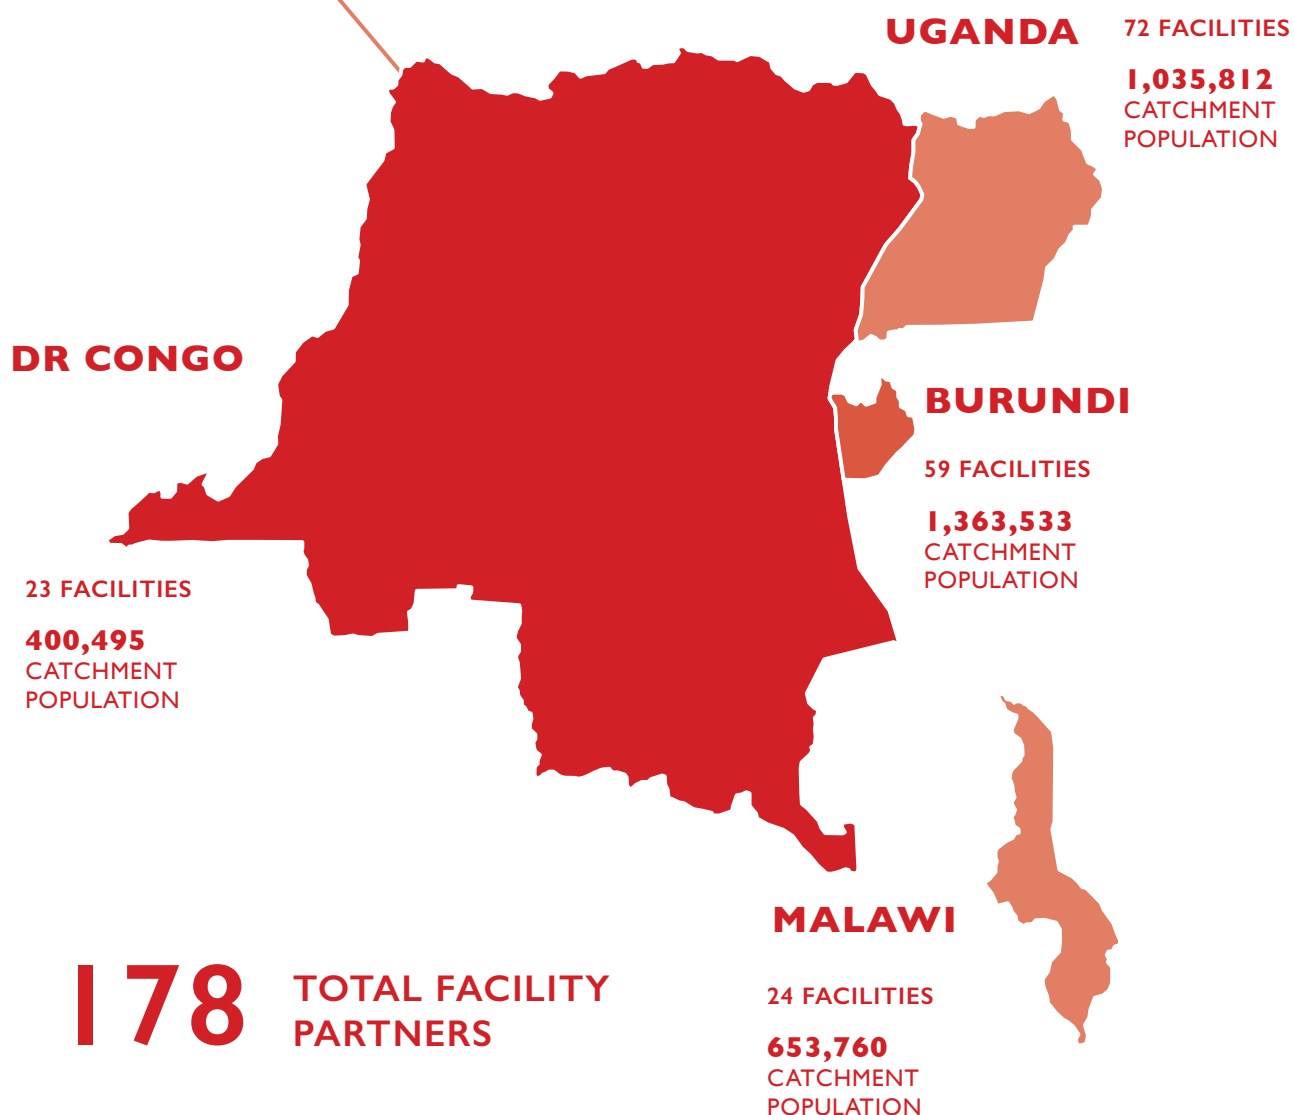 UGANDA
72 FACILITIES
1,035,812
CATCHMENT
POPULATION
DR CONGO
23 FACILITIES
400,495
CATCHMENT
POPULATION
BURUNDI
59 FACILITIES
1,363,533
CATCHMENT
POPULATION
MALAWI
24 FACILITIES
653,760
CATCHMENT
POPULATION
178
TOTAL FACILITY
PARTNERS